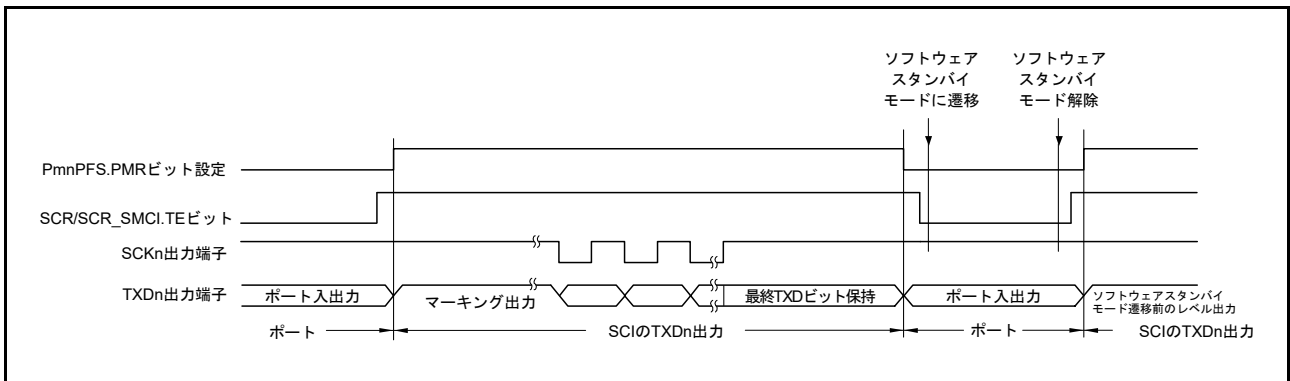 ソフトウェア
スタンバイ
モードに遷移
ソフトウェア
スタンバイ
モード解除
PmnPFS.PMRビット設定
SCR/SCR_SMCI.TEビット
SCKn出力端子
TXDn出力端子
ポート入出力
マーキング出力
最終TXDビット保持
ポート入出力
ソフトウェアスタンバイ
モード遷移前のレベル出力
ポート
SCIのTXDn出力
ポート
SCIのTXDn出力